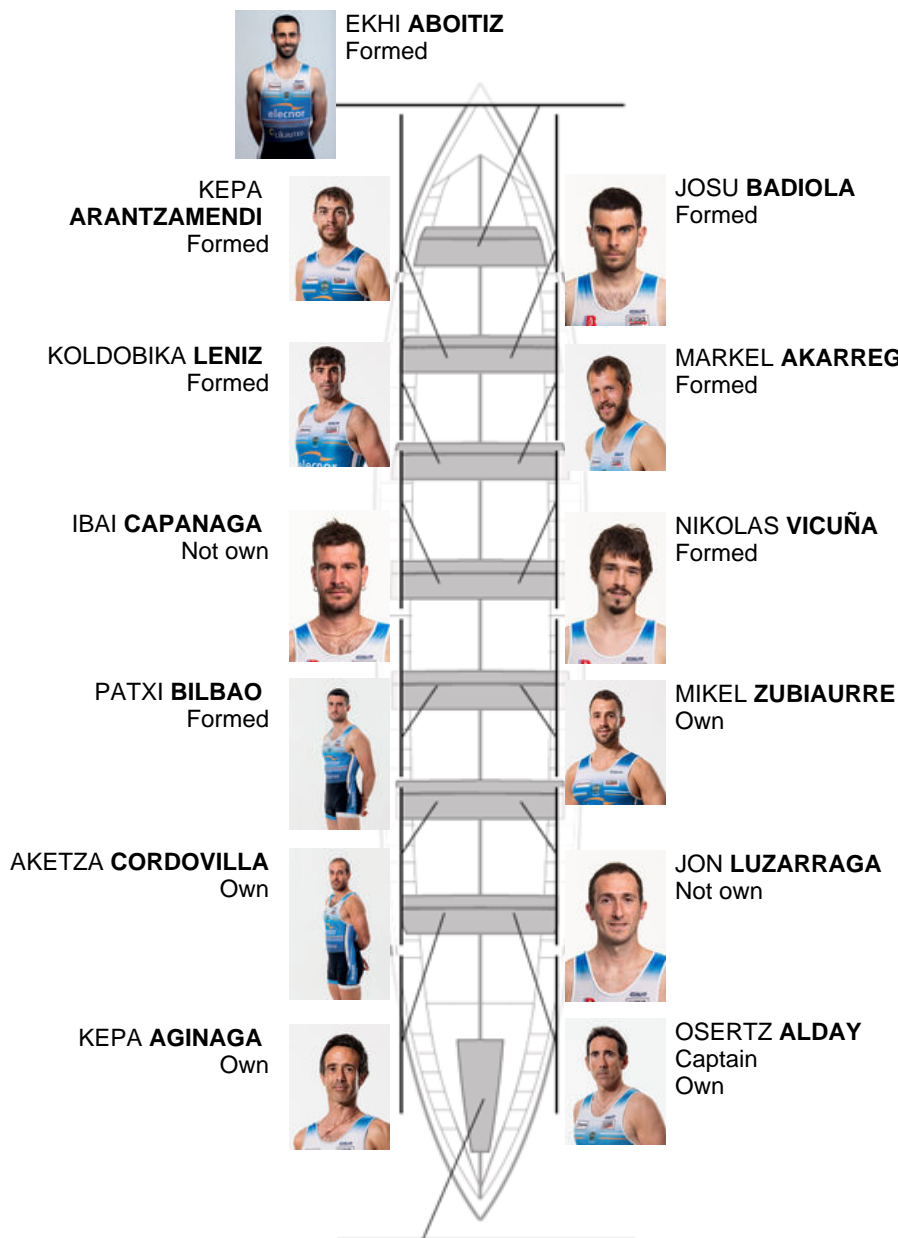 EKHI ABOITIZ
Formed
elecnor
KEPA
ARANTZAMENDI
Formed
JOSU BADIOLA
Formed
KOLDOBIKA LENIZ
Formed
elecnor
MARKEL AKARREG
Formed
IBAI CAPANAGA
Not own
NIKOLAS VICUÑA
Formed
PATXI BILBAO
Formed
MIKEL ZUBIAURRE
Own
AKETZA CORDOVILLA
Own
JON LUZARRAGA
Not own
KEPA AGINAGA
Own
OSERTZ ALDAY
Captain
Own